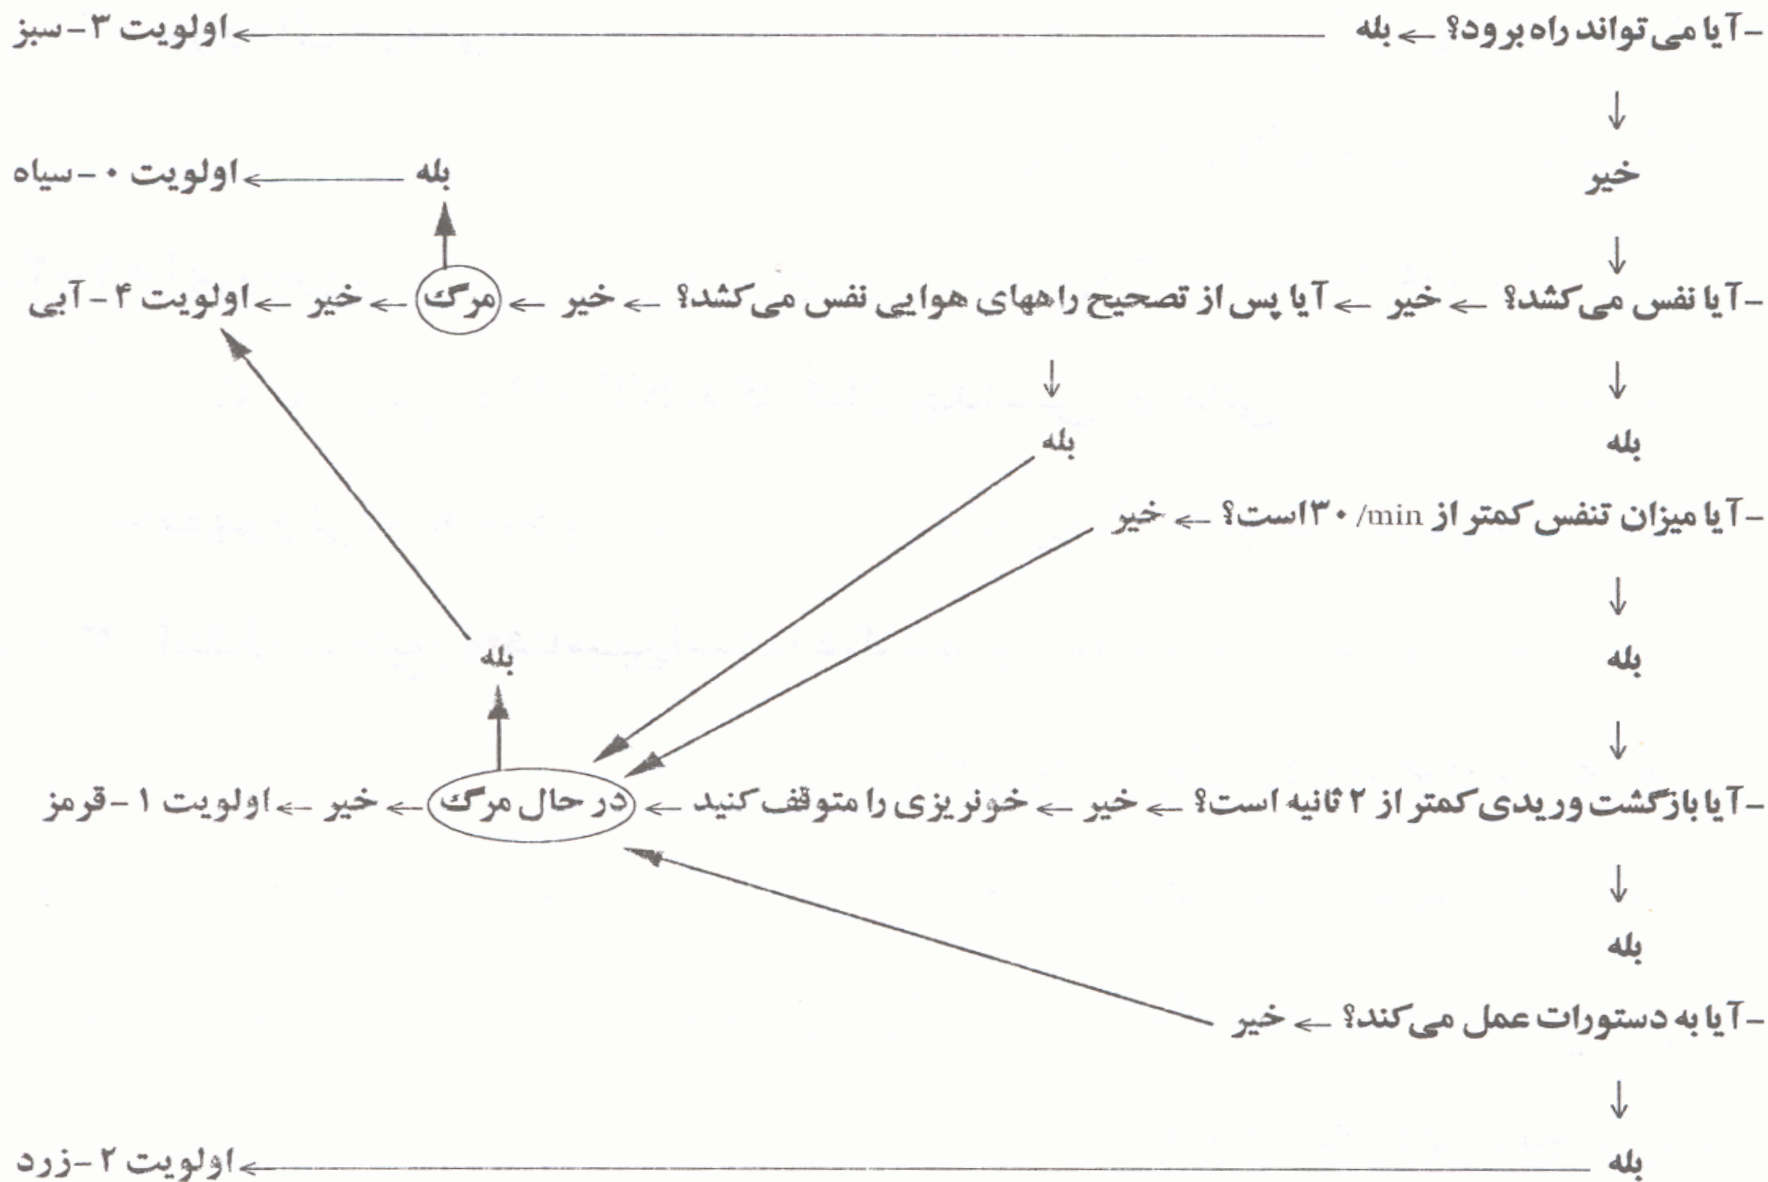 -آیا می تواند راه برود؟ ← بله ← اولویت ۳-سبز
↓
خیر
بله ← اولویت ۰-سیاه
↓
-آیا نفس می‌کشد؟ ← خیر ← آیا پس از تصحیح راههای هوایی نفس می‌کشد؟ ← خیر ← مرگ ← خیر ← اولویت ۴-آبی
↓ ↓
بله بله
-آیا میزان تنفس کمتر از ۳۰/min است؟ ← خیر
↓
بله بله
↓
-آیا بازگشت وریدی کمتر از ۲ ثانیه است؟ ← خیر ← خونریزی را متوقف کنید ← در حال مرگ ← خیر ← اولویت ۱-قرمز
↓
بله
-آیا به دستورات عمل می‌کند؟ ← خیر
↓
بله ← اولویت ۲-زرد